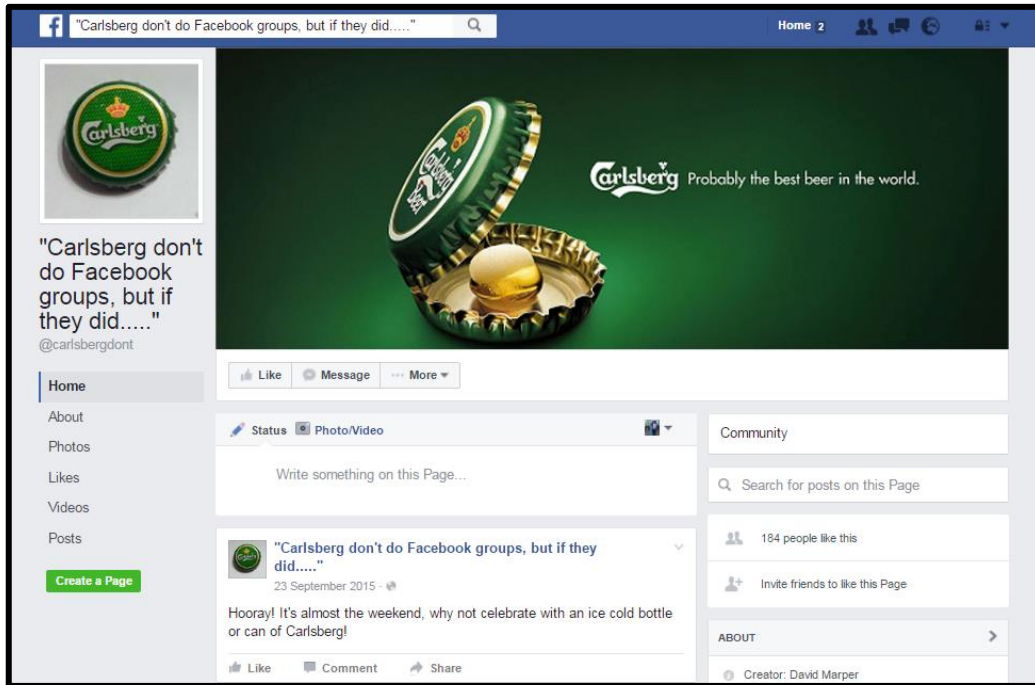 "Carlsberg don't do Facebook groups, but if they did....."
Home 2
Carlsberg
Carlsberg
Beer
Carlsberg Probably the best beer in the world.
"Carlsberg don't
do Facebook
groups, but if
they did....."
@carlsbergdont
Home
About
Photos
Likes
Videos
Posts
Create a Page
Like Message More
Status Photo/Video
Write something on this Page...
"Carlsberg don't do Facebook groups, but if they
did....."
23 September 2015
Hooray! It's almost the weekend, why not celebrate with an ice cold bottle
or can of Carlsberg!
Like Comment Share
Community
Search for posts on this Page
184 people like this
Invite friends to like this Page
ABOUT
Creator: David Marper